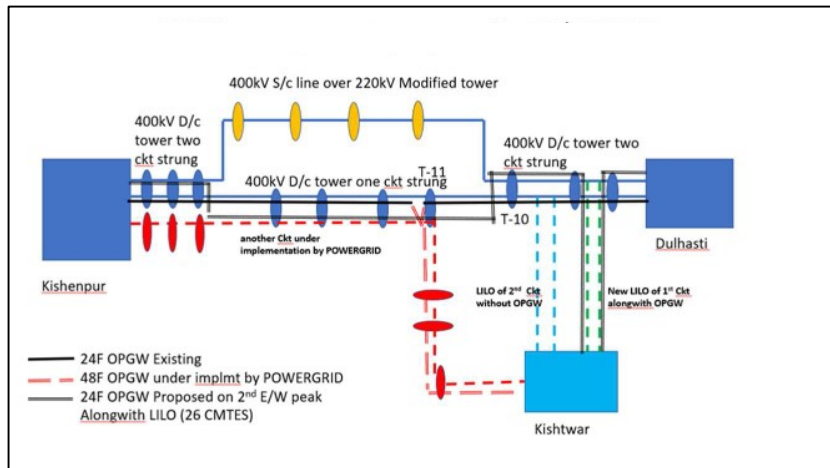 400kV S/c line over 220kV Modified tower
400kV D/c
tower two
ckt strung
400kV D/c tower two
ckt strung
T-11
400kV D/c tower one ckt strung
T-10
another Ckt under
implementation by POWERGRID
Dulhasti
Kishenpur
LILO of 2nd Ckt
without OPGW
New LILO of 1st Ckt
alongwith OPGW
24F OPGW Existing
48F OPGW under implmt by POWERGRID
24F OPGW Proposed on 2nd E/W peak
Alongwith LILO (26 CMTES)
Kishtwar